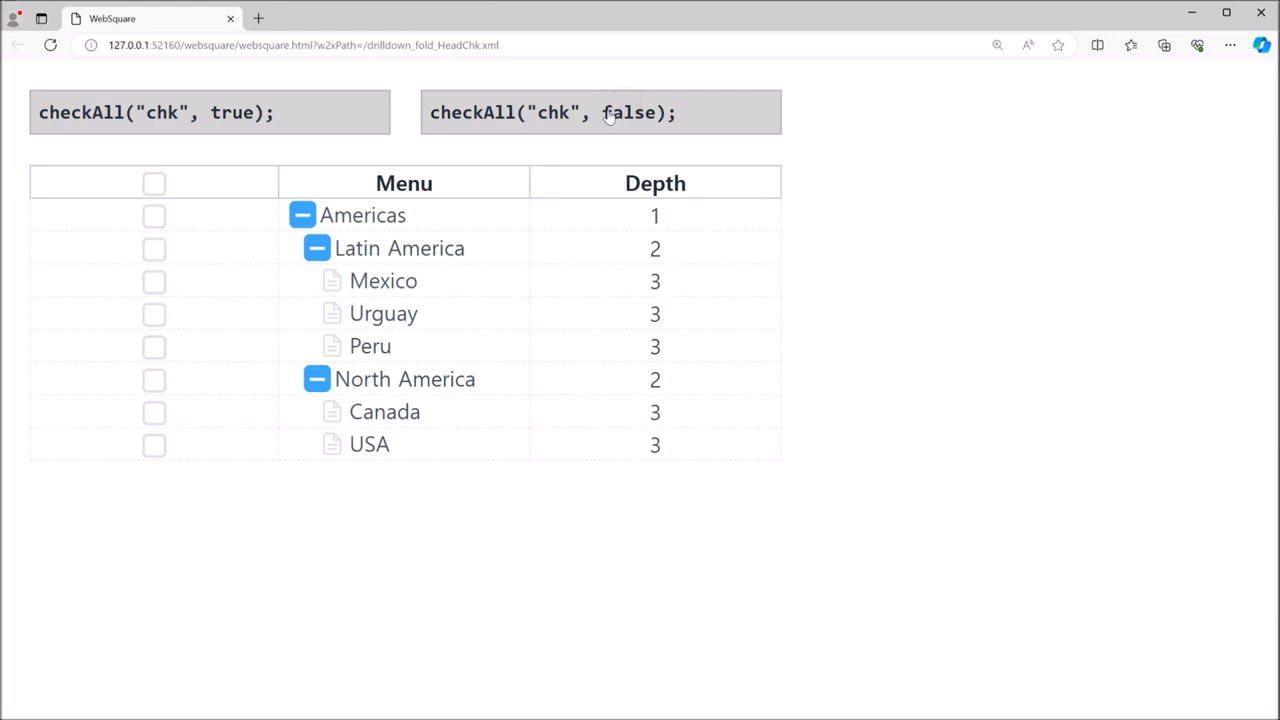 WebSquare
127.0.0.1:52160/websquare/websquare.html?w2xPath=/drilldown_fold_HeadChk.xml
checkAll("chk", true);
checkAll("chk", false);
Menu Depth
Americas 1
Latin America 2
Mexico 3
Urguay 3
Peru 3
North America 2
Canada 3
USA 3